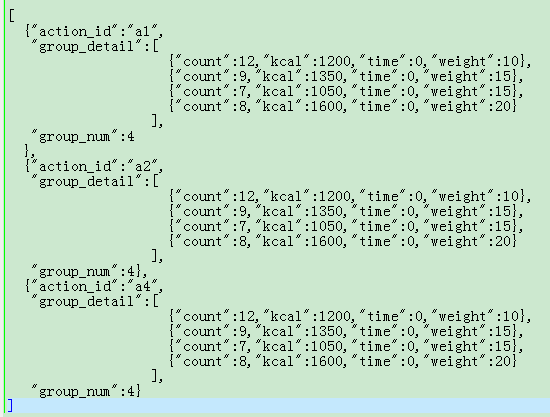 [
  {"action_id":"a1",
   "group_detail":[
                    {"count":12,"kcal":1200,"time":0,"weight":10},
                    {"count":9,"kcal":1350,"time":0,"weight":15},
                    {"count":7,"kcal":1050,"time":0,"weight":15},
                    {"count":8,"kcal":1600,"time":0,"weight":20}
                  ],
   "group_num":4
  },
  {"action_id":"a2",
   "group_detail":[
                    {"count":12,"kcal":1200,"time":0,"weight":10},
                    {"count":9,"kcal":1350,"time":0,"weight":15},
                    {"count":7,"kcal":1050,"time":0,"weight":15},
                    {"count":8,"kcal":1600,"time":0,"weight":20}
                  ],
   "group_num":4},
  {"action_id":"a4",
   "group_detail":[
                    {"count":12,"kcal":1200,"time":0,"weight":10},
                    {"count":9,"kcal":1350,"time":0,"weight":15},
                    {"count":7,"kcal":1050,"time":0,"weight":15},
                    {"count":8,"kcal":1600,"time":0,"weight":20}
                  ],
   "group_num":4}
]